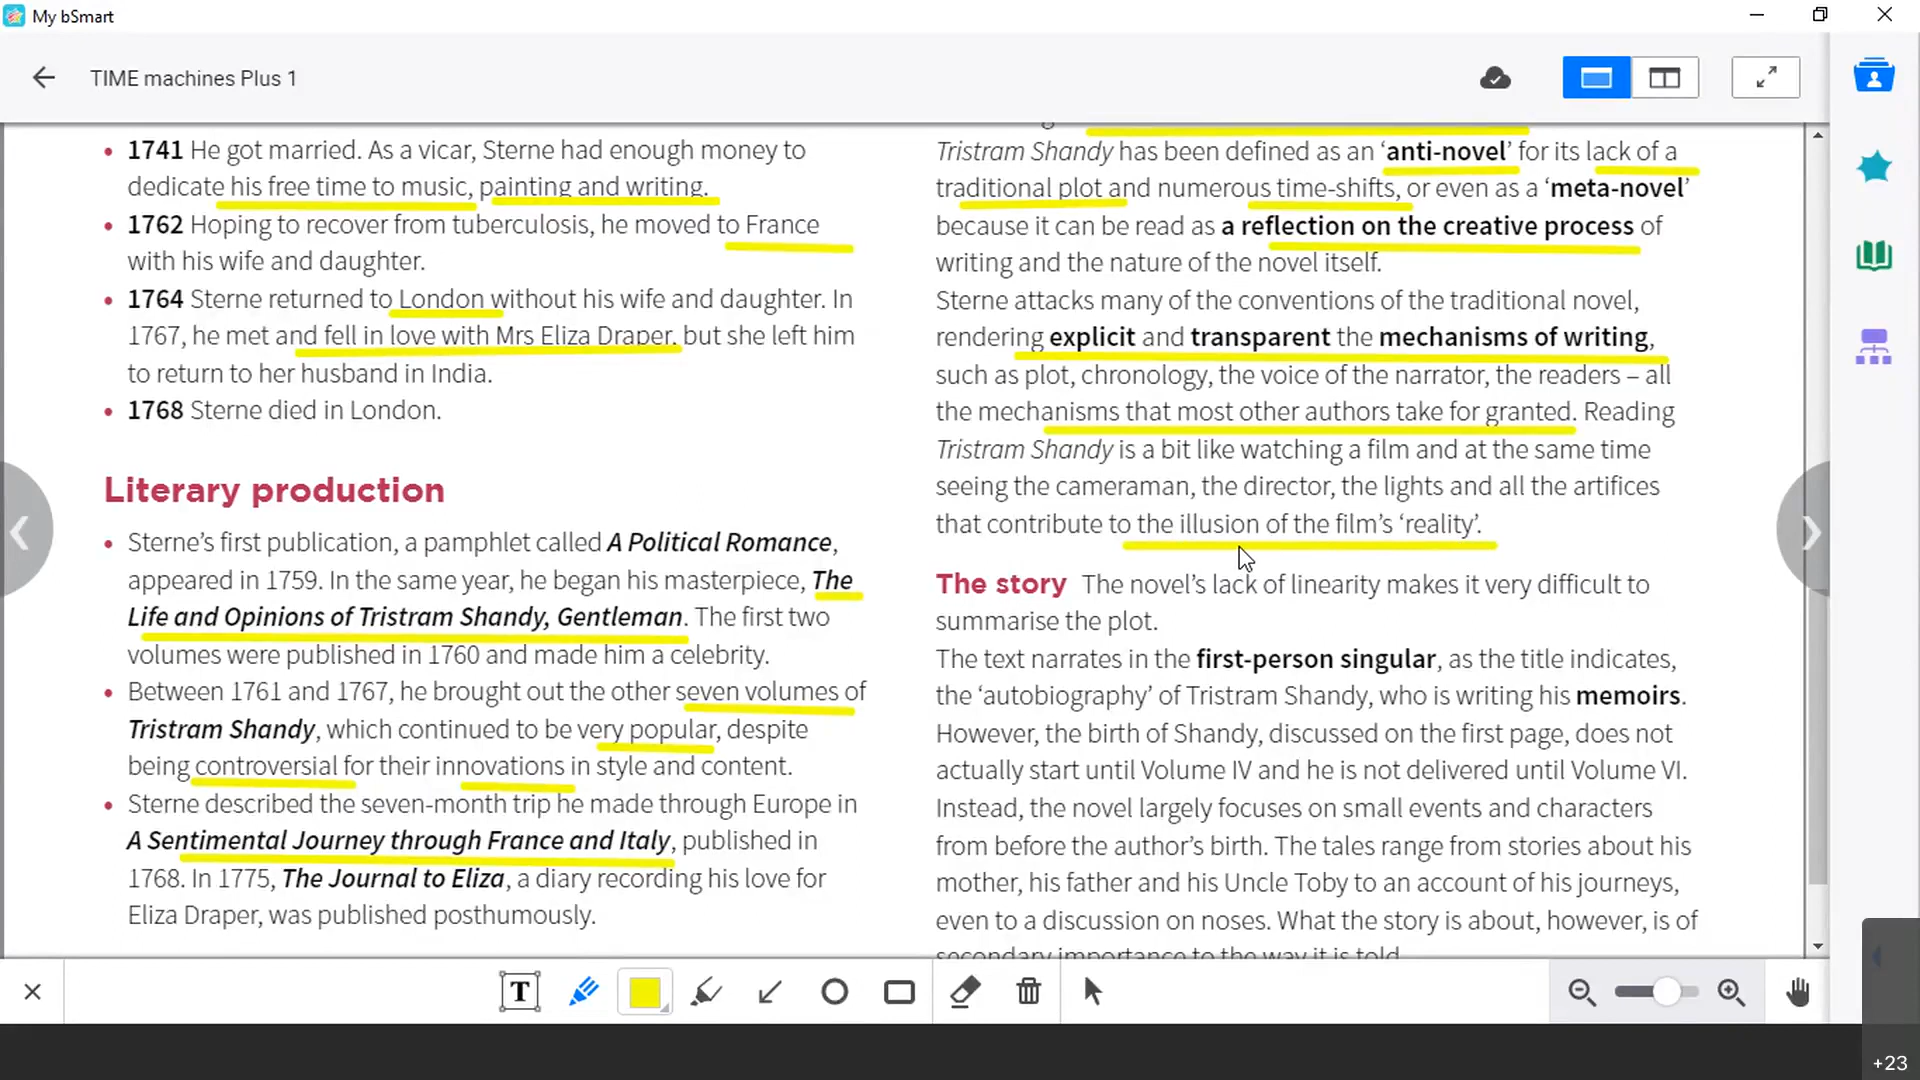 My bSmart
TIME machines Plus 1
• 1741 He got married. As a vicar, Sterne had enough money to
dedicate his free time to music, painting and writing.
• 1762 Hoping to recover from tuberculosis, he moved to France
with his wife and daughter.
• 1764 Sterne returned to London without his wife and daughter. In
1767, he met and fell in love with Mrs Eliza Draper, but she left him
to return to her husband in India.
• 1768 Sterne died in London.
Literary production
• Sterne’s first publication, a pamphlet called A Political Romance,
appeared in 1759. In the same year, he began his masterpiece, The
Life and Opinions of Tristram Shandy, Gentleman. The first two
volumes were published in 1760 and made him a celebrity.
• Between 1761 and 1767, he brought out the other seven volumes of
Tristram Shandy, which continued to be very popular, despite
being controversial for their innovations in style and content.
• Sterne described the seven-month trip he made through Europe in
A Sentimental Journey through France and Italy, published in
1768. In 1775, The Journal to Eliza, a diary recording his love for
Eliza Draper, was published posthumously.
Tristram Shandy has been defined as an ‘anti-novel’ for its lack of a
traditional plot and numerous time-shifts, or even as a ‘meta-novel’
because it can be read as a reflection on the creative process of
writing and the nature of the novel itself.
Sterne attacks many of the conventions of the traditional novel,
rendering explicit and transparent the mechanisms of writing,
such as plot, chronology, the voice of the narrator, the readers – all
the mechanisms that most other authors take for granted. Reading
Tristram Shandy is a bit like watching a film and at the same time
seeing the cameraman, the director, the lights and all the artifices
that contribute to the illusion of the film’s ‘reality’.
The story The novel’s lack of linearity makes it very difficult to
summarise the plot.
The text narrates in the first-person singular, as the title indicates,
the ‘autobiography’ of Tristram Shandy, who is writing his memoirs.
However, the birth of Shandy, discussed on the first page, does not
actually start until Volume IV and he is not delivered until Volume VI.
Instead, the novel largely focuses on small events and characters
from before the author’s birth. The tales range from stories about his
mother, his father and his Uncle Toby to an account of his journeys,
even to a discussion on noses. What the story is about, however, is of
secondary importance to the way it is told.
T
+23